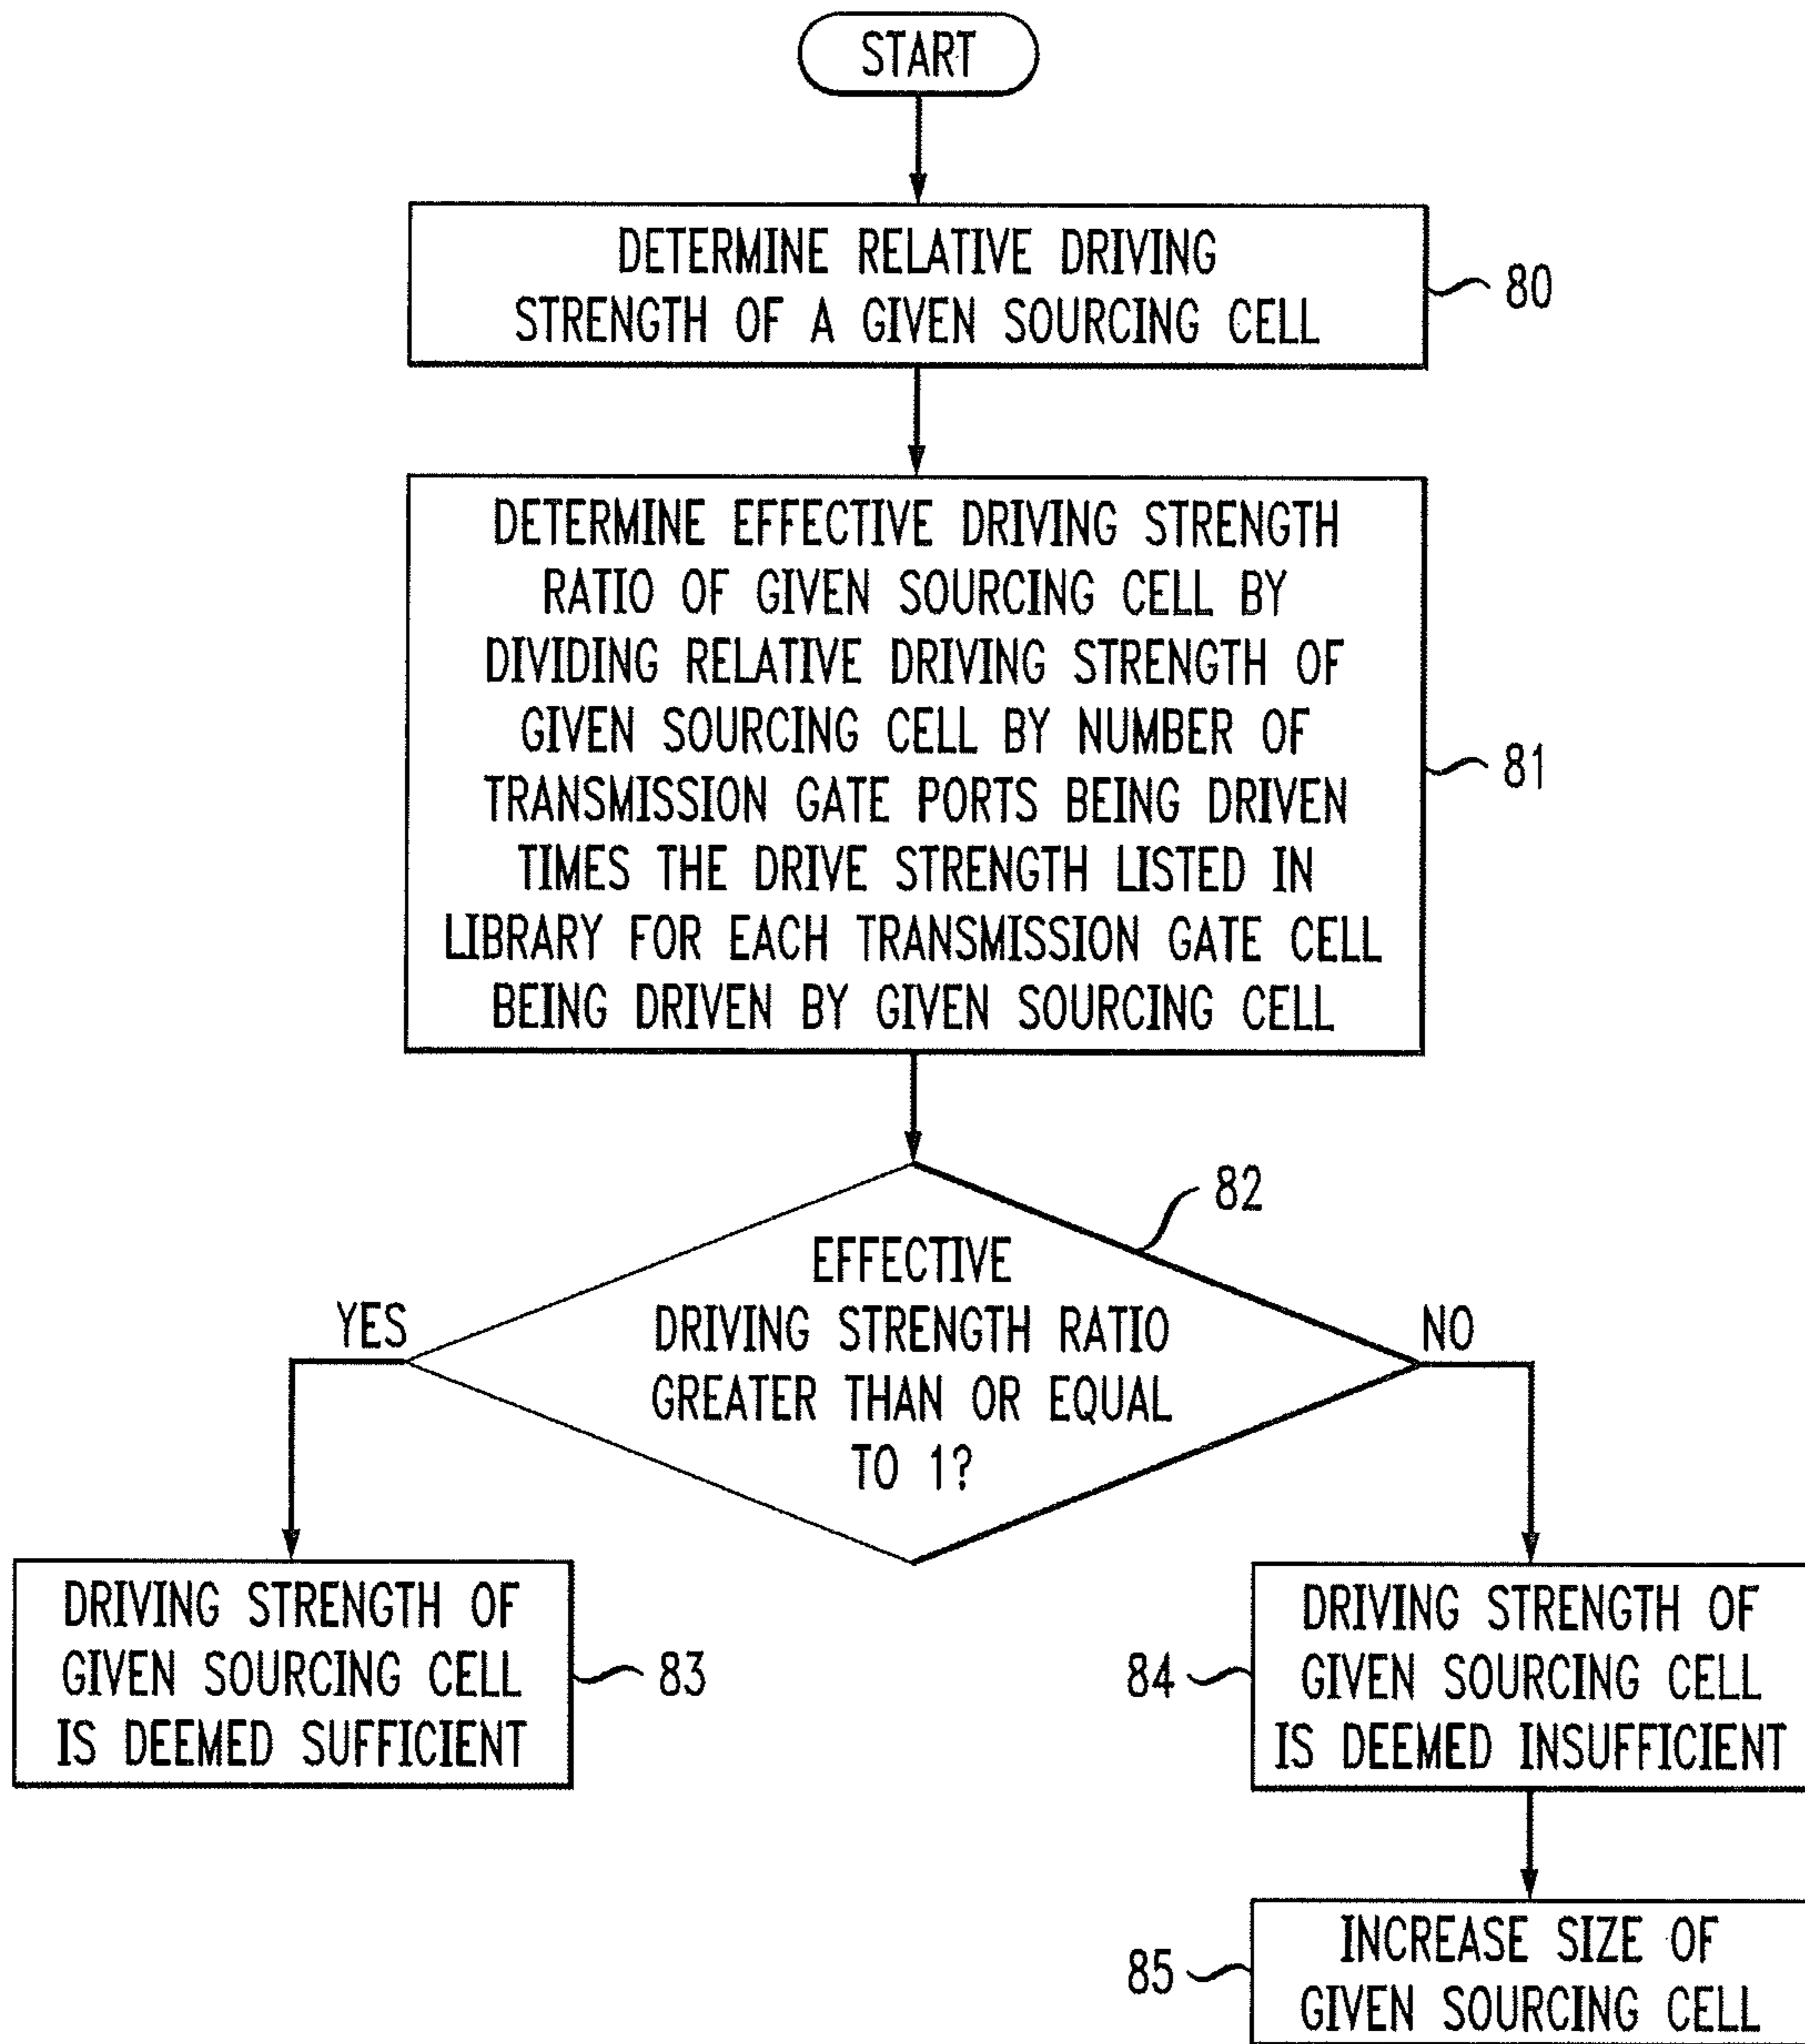 START
DETERMINE RELATIVE DRIVING
STRENGTH OF A GIVEN SOURCING CELL
80
DETERMINE EFFECTIVE DRIVING STRENGTH
RATIO OF GIVEN SOURCING CELL BY
DIVIDING RELATIVE DRIVING STRENGTH OF
GIVEN SOURCING CELL BY NUMBER OF
TRANSMISSION GATE PORTS BEING DRIVEN
TIMES THE DRIVE STRENGTH LISTED IN
LIBRARY FOR EACH TRANSMISSION GATE CELL
BEING DRIVEN BY GIVEN SOURCING CELL
81
82
EFFECTIVE
DRIVING STRENGTH RATIO
GREATER THAN OR EQUAL
TO 1?
YES
NO
DRIVING STRENGTH OF
GIVEN SOURCING CELL
IS DEEMED SUFFICIENT
83
84
DRIVING STRENGTH OF
GIVEN SOURCING CELL
IS DEEMED INSUFFICIENT
85
INCREASE SIZE OF
GIVEN SOURCING CELL